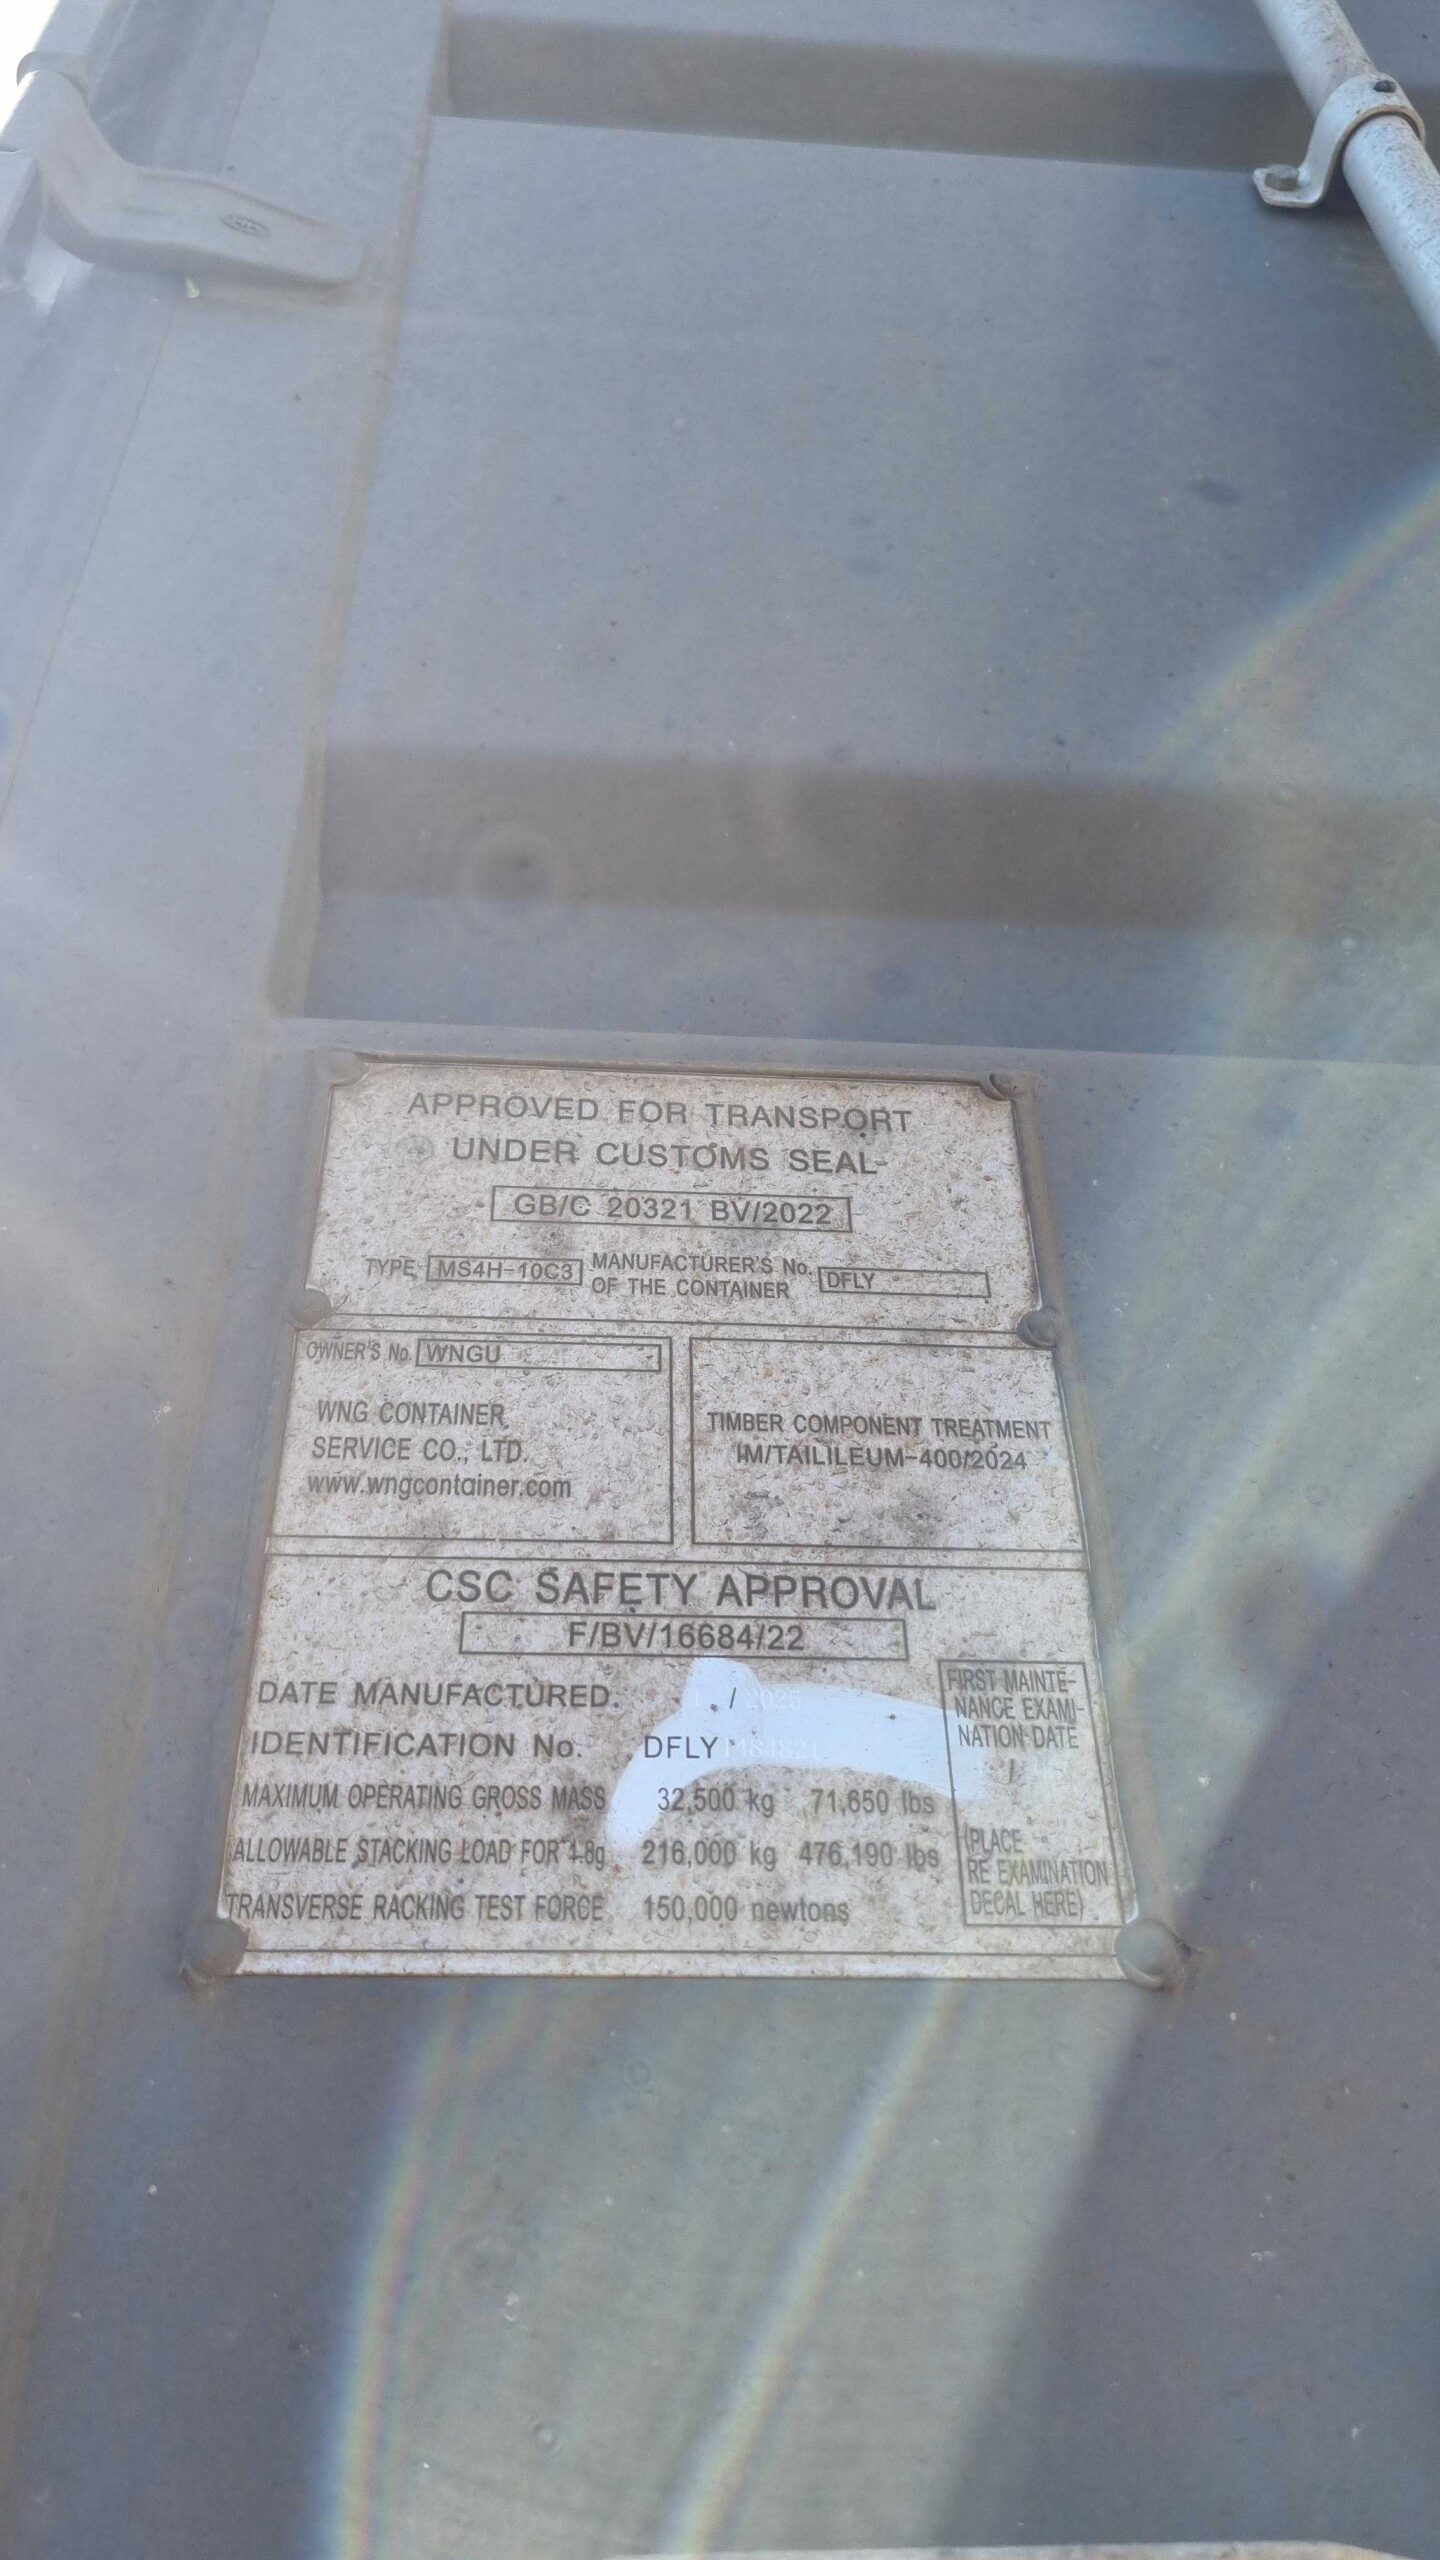 APPROVED FOR TRANSPORT
UNDER CUSTOMS SEAL
GB/C 20321 BV/2022
TYPE MS4H-10C3 MANUFACTURER'S No. OF THE CONTAINER DFLY
OWNER'S No. WNGU
WNG CONTAINER
SERVICE CO., LTD.
www.wngcontainer.com
TIMBER COMPONENT TREATMENT
IM/TAILILEUM-400/2024
CSC SAFETY APPROVAL
F/BV/16684/22
DATE MANUFACTURED. / 2025
IDENTIFICATION No. DFLY
MAXIMUM OPERATING GROSS MASS 32,500 kg 71,650 lbs
ALLOWABLE STACKING LOAD FOR 1.8g 216,000 kg 476,190 lbs
TRANSVERSE RACKING TEST FORCE 150,000 newtons
FIRST MAINTE-
NANCE EXAMI-
NATION DATE
/
(PLACE
RE EXAMINATION
DECAL HERE)